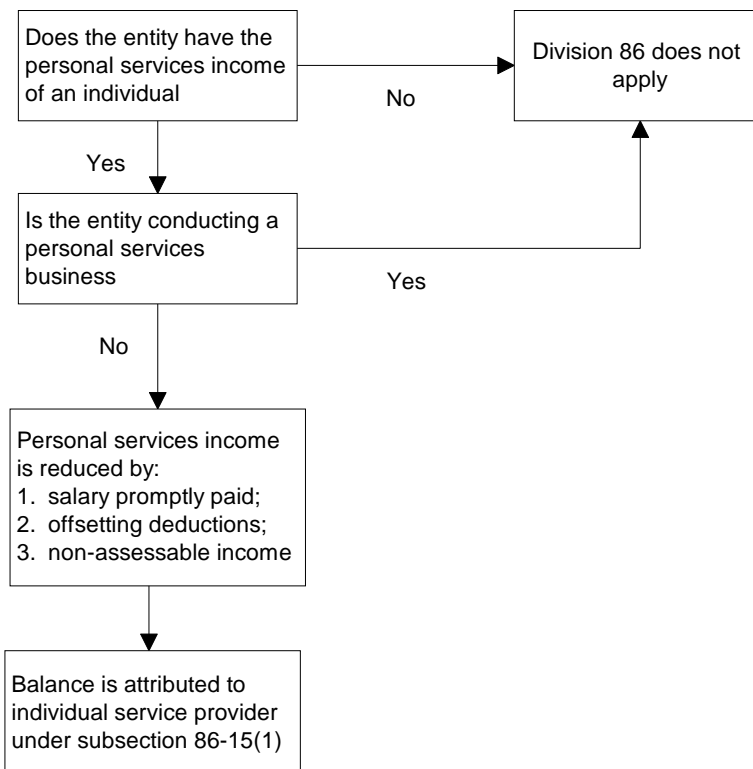 Does the entity have the
personal services income
of an individual
Division 86 does not
apply
No
Yes
Is the entity conducting a
personal services
business
Yes
No
Personal services income
is reduced by:
1. salary promptly paid;
2. offsetting deductions;
3. non-assessable income
Balance is attributed to
individual service provider
under subsection 86-15(1)